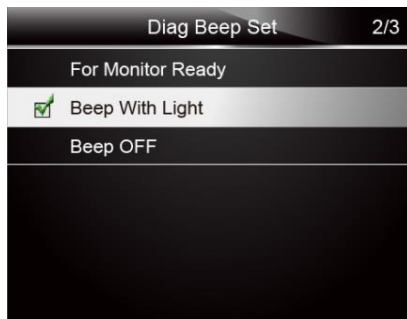 Diag Beep Set 2/3
For Monitor Ready
Beep With Light
Beep OFF